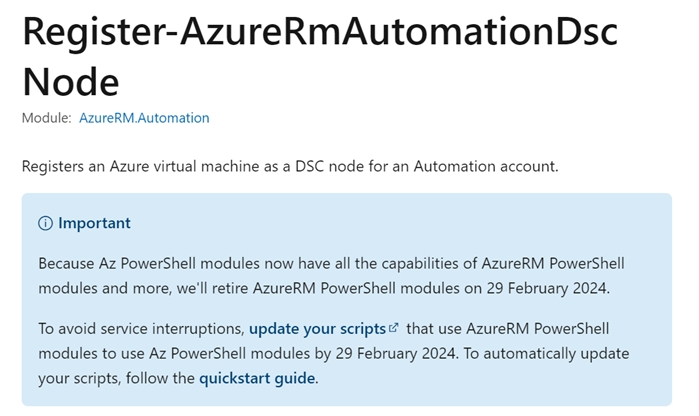 Register-AzureRmAutomationDsc
Node
Module: AzureRM.Automation
Registers an Azure virtual machine as a DSC node for an Automation account.
Important
Because Az PowerShell modules now have all the capabilities of AzureRM PowerShell
modules and more, we'll retire AzureRM PowerShell modules on 29 February 2024.
To avoid service interruptions, update your scripts that use AzureRM PowerShell
modules to use Az PowerShell modules by 29 February 2024. To automatically update
your scripts, follow the quickstart guide.